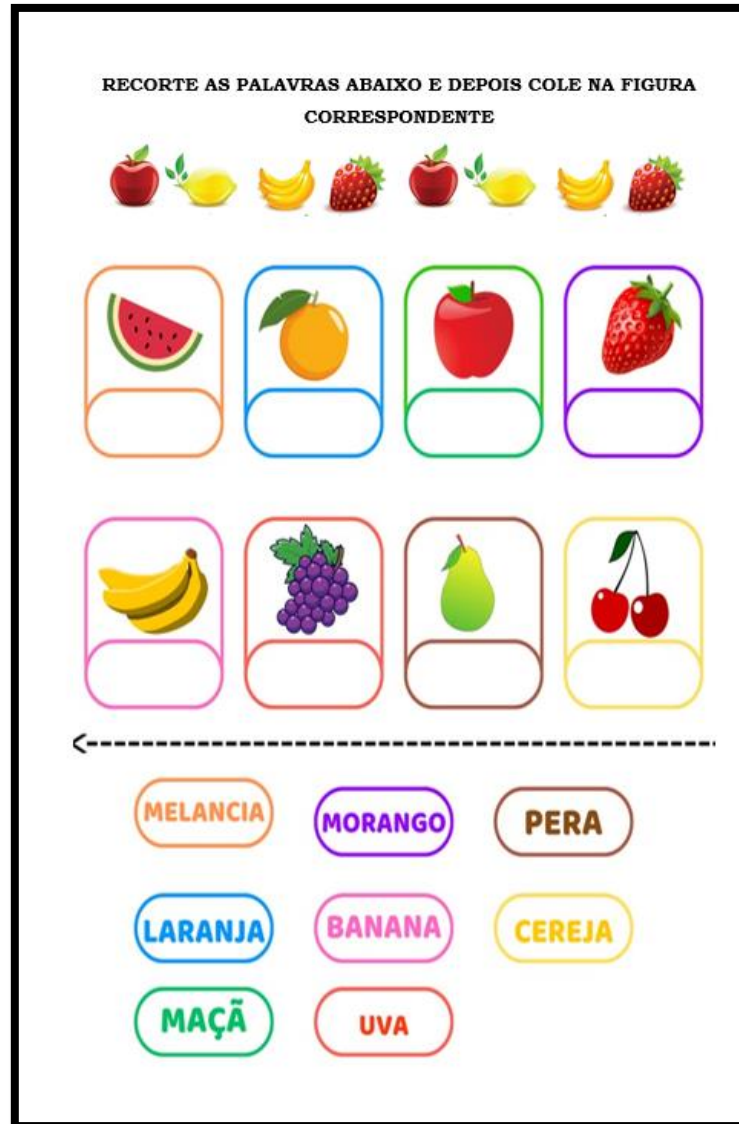 RECORTE AS PALAVRAS ABAIXO E DEPOIS COLE NA FIGURA
CORRESPONDENTE
MELANCIA
MORANGO
PERA
LARANJA
BANANA
CEREJA
MAÇÃ
UVA